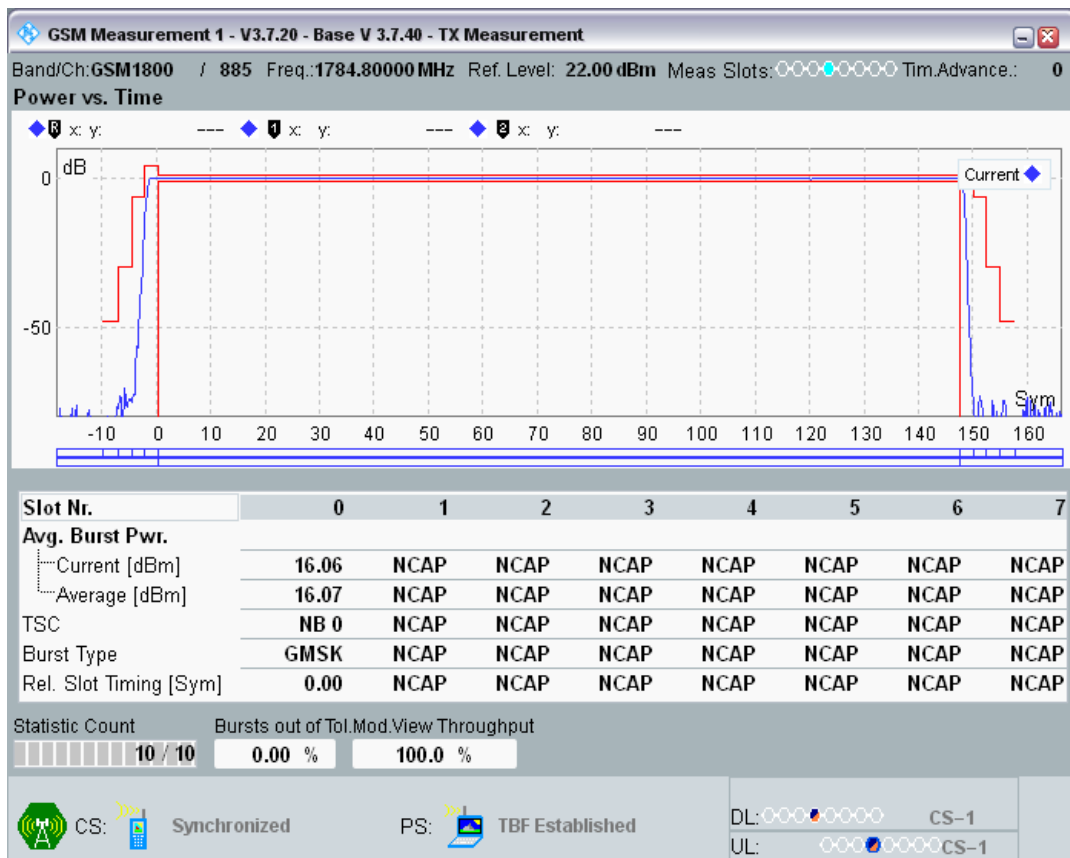 GSM Measurement 1 - V3.7.20 - Base V 3.7.40 - TX Measurement
Band/Ch:GSM1800 / 885 Freq.:1784.80000 MHz Ref. Level: 22.00 dBm Meas Slots: Tim.Advance.: 0
Power vs. Time
R x: y: --- 1 x: y: --- 2 x: y: ---
dB
Current
0
-50
Sym
-10 0 10 20 30 40 50 60 70 80 90 100 110 120 130 140 150 160
Slot Nr. 0 1 2 3 4 5 6 7
Avg. Burst Pwr.
Current [dBm] 16.06 NCAP NCAP NCAP NCAP NCAP NCAP NCAP
Average [dBm] 16.07 NCAP NCAP NCAP NCAP NCAP NCAP NCAP
TSC NB 0 NCAP NCAP NCAP NCAP NCAP NCAP NCAP
Burst Type GMSK NCAP NCAP NCAP NCAP NCAP NCAP NCAP
Rel. Slot Timing [Sym] 0.00 NCAP NCAP NCAP NCAP NCAP NCAP NCAP
Statistic Count Bursts out of Tol.Mod.View Throughput
10 / 10 0.00 % 100.0 %
CS: Synchronized PS: TBF Established
DL: CS-1
UL: CS-1